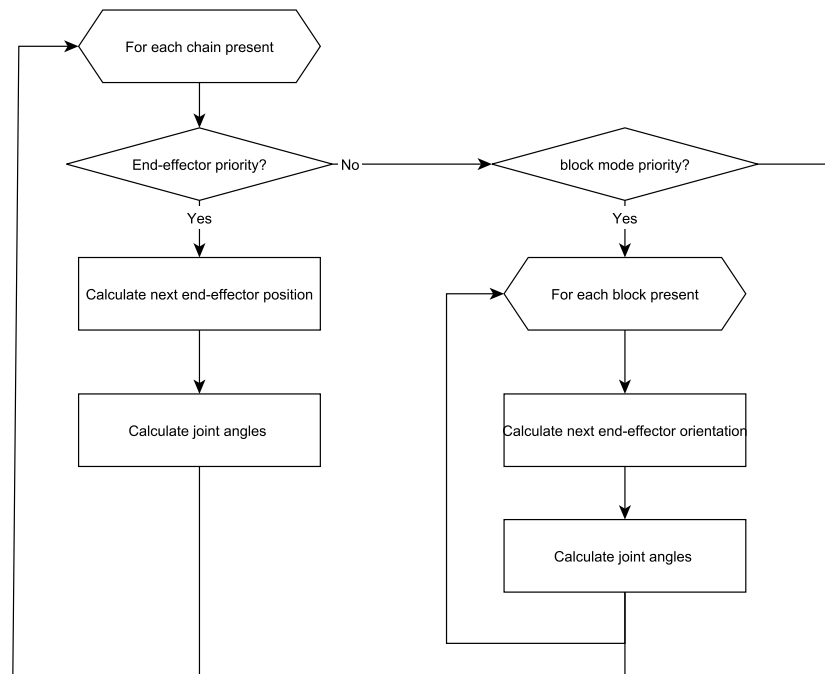 For each chain present
End-effector priority?
No
block mode priority?
Yes
Yes
Calculate next end-effector position
For each block present
Calculate joint angles
Calculate next end-effector orientation
Calculate joint angles